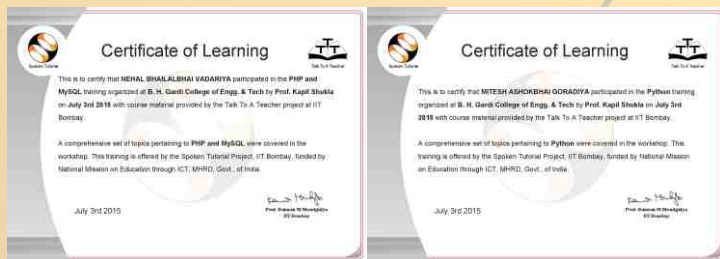 Certificate of Learning
Spoken Tutorial
Talk To A Teacher
This is to certify that NEHAL BHAILALBHAI VADARIYA participated in the PHP and
MySQL training organized at B. H. Gardi College of Engg. & Tech by Prof. Kapil Shukla
on July 3rd 2015 with course material provided by the Talk To A Teacher project at IIT
Bombay.
A comprehensive set of topics pertaining to PHP and MySQL were covered in the
workshop. This training is offered by the Spoken Tutorial Project, IIT Bombay, funded by
National Mission on Education through ICT, MHRD, Govt., of India.
July 3rd 2015
Prof. Kannan M Moudgalya
IIT Bombay
Certificate of Learning
Spoken Tutorial
Talk To A Teacher
This is to certify that MITESH ASHOKBHAI GORADIYA participated in the Python training
organized at B. H. Gardi College of Engg. & Tech by Prof. Kapil Shukla on July 3rd
2015 with course material provided by the Talk To A Teacher project at IIT Bombay.
A comprehensive set of topics pertaining to Python were covered in the workshop. This
training is offered by the Spoken Tutorial Project, IIT Bombay, funded by National Mission
on Education through ICT, MHRD, Govt., of India.
July 3rd 2015
Prof. Kannan M Moudgalya
IIT Bombay